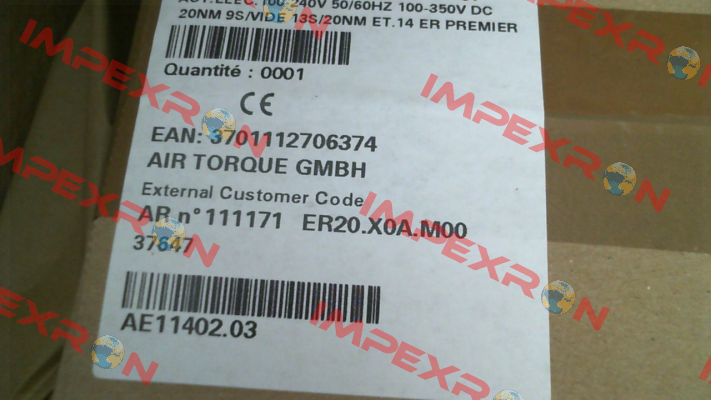 ACT.ELEC. 100-240V 50/60HZ 100-350V DC
20NM 9S/VIDE 13S/20NM ET.14 ER PREMIER
Quantité : 0001
CE
EAN: 3701112706374
AIR TORQUE GMBH
External Customer Code
AR n°111171 ER20.X0A.M00
37647
AE11402.03
IMPEXRON
IMPEXRON
IMPEXRON
IMPEXRON
IMPEXRON
IMPEXRON